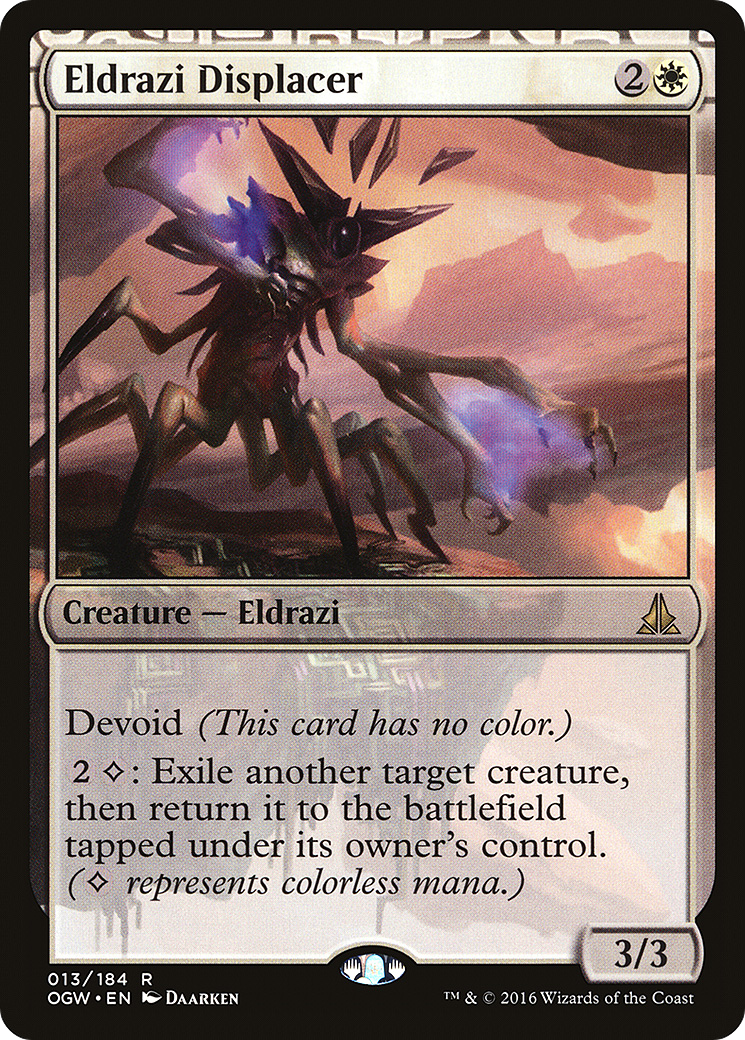 Eldrazi Displacer 2
Creature — Eldrazi
Devoid (This card has no color.)
2 ◇: Exile another target creature,
then return it to the battlefield
tapped under its owner's control.
(◇ represents colorless mana.)
3/3
013/184 R
OGW • EN DAARKEN
™ & © 2016 Wizards of the Coast